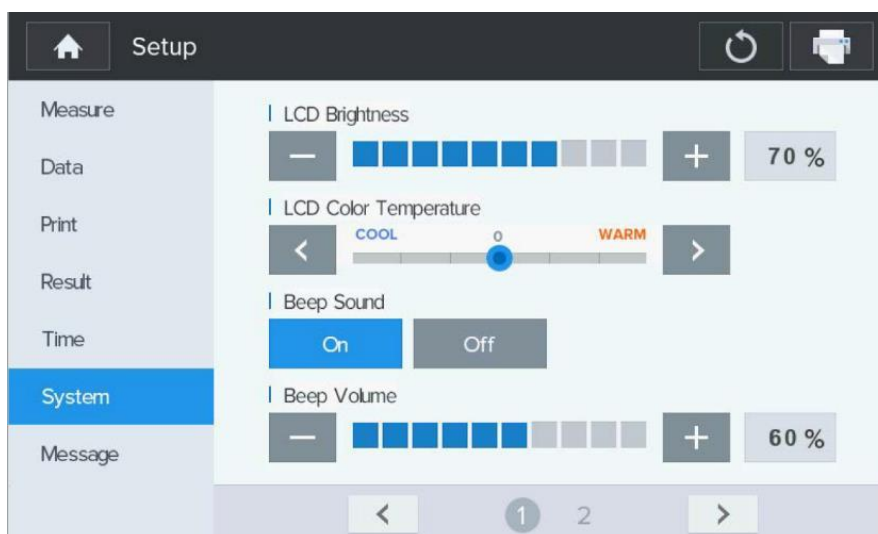 Setup
Measure
Data
Print
Result
Time
System
Message
LCD Brightness
− + 70 %
LCD Color Temperature
< COOL 0 WARM >
Beep Sound
On Off
Beep Volume
− + 60 %
< 1 2 >